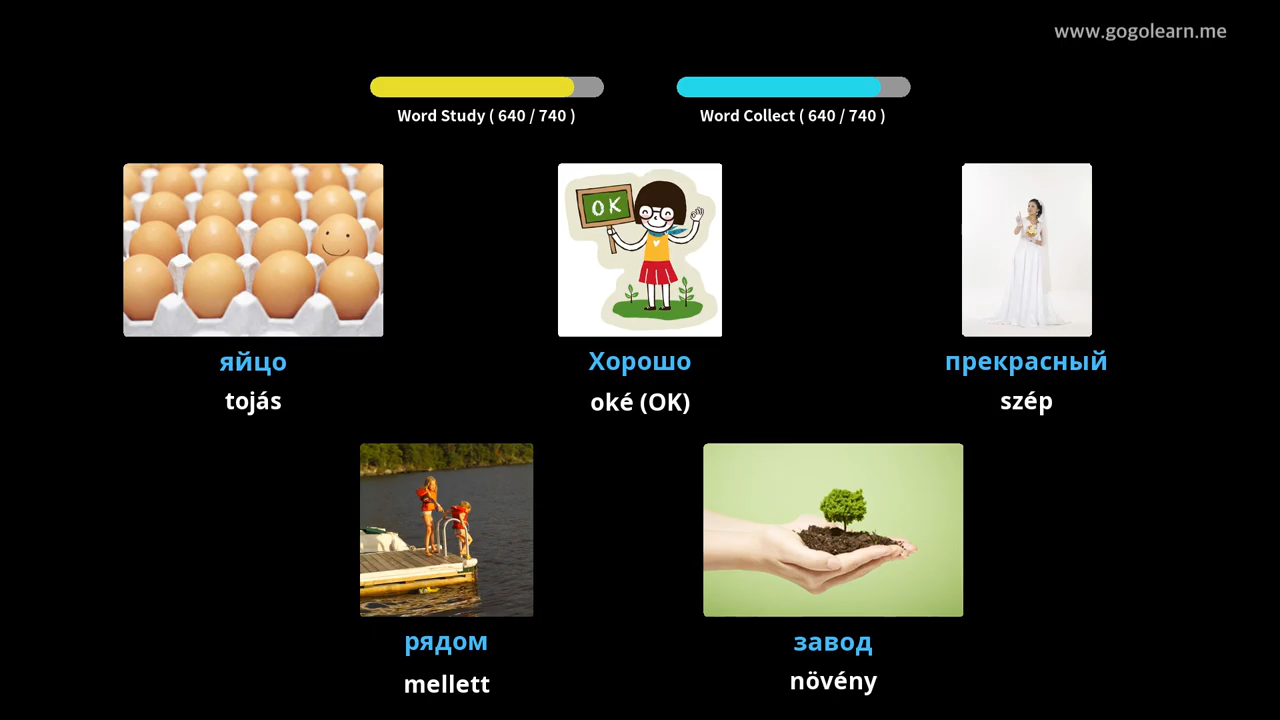 www.gogolearn.me
Word Study ( 640 / 740 )
Word Collect ( 640 / 740 )
OK
яйцо
tojás
Хорошо
oké (OK)
прекрасный
szép
рядом
mellett
завод
növény